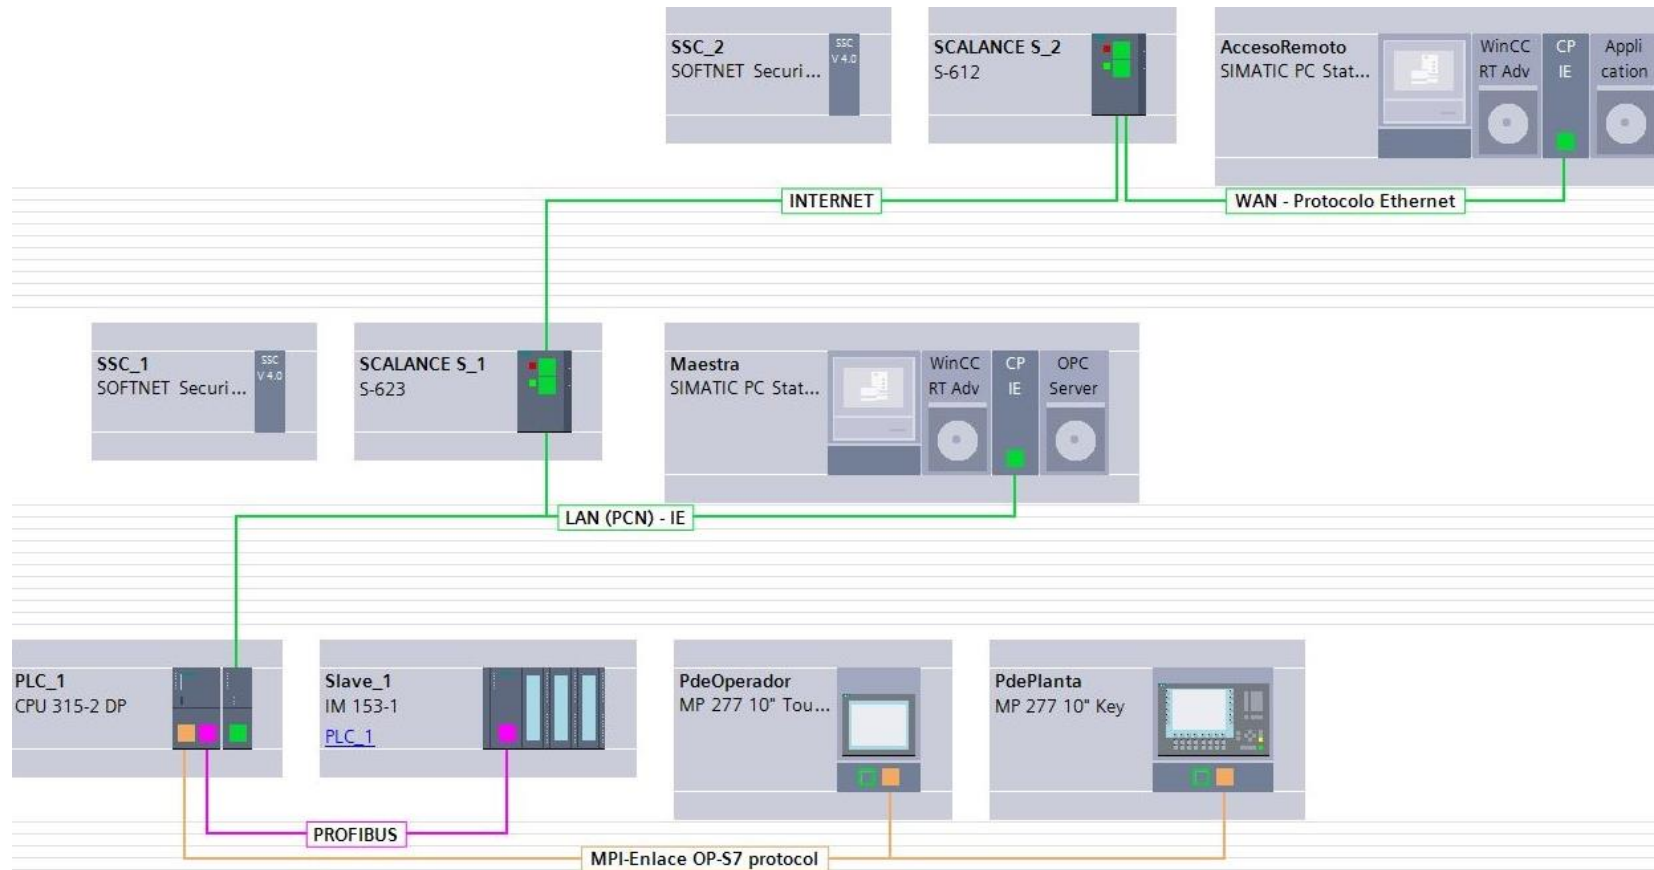 SSC_2
SOFTNET Securi...
SSC
V 4.0
SCALANCE S_2
S-612
AccesoRemoto
SIMATIC PC Stat...
WinCC
RT Adv
CP
IE
Appli
cation
INTERNET
WAN - Protocolo Ethernet
SSC_1
SOFTNET Securi...
SSC
V 4.0
SCALANCE S_1
S-623
Maestra
SIMATIC PC Stat...
WinCC
RT Adv
CP
IE
OPC
Server
LAN (PCN) - IE
PLC_1
CPU 315-2 DP
Slave_1
IM 153-1
PLC_1
PdeOperador
MP 277 10" Tou...
PdePlanta
MP 277 10" Key
PROFIBUS
MPI-Enlace OP-S7 protocol